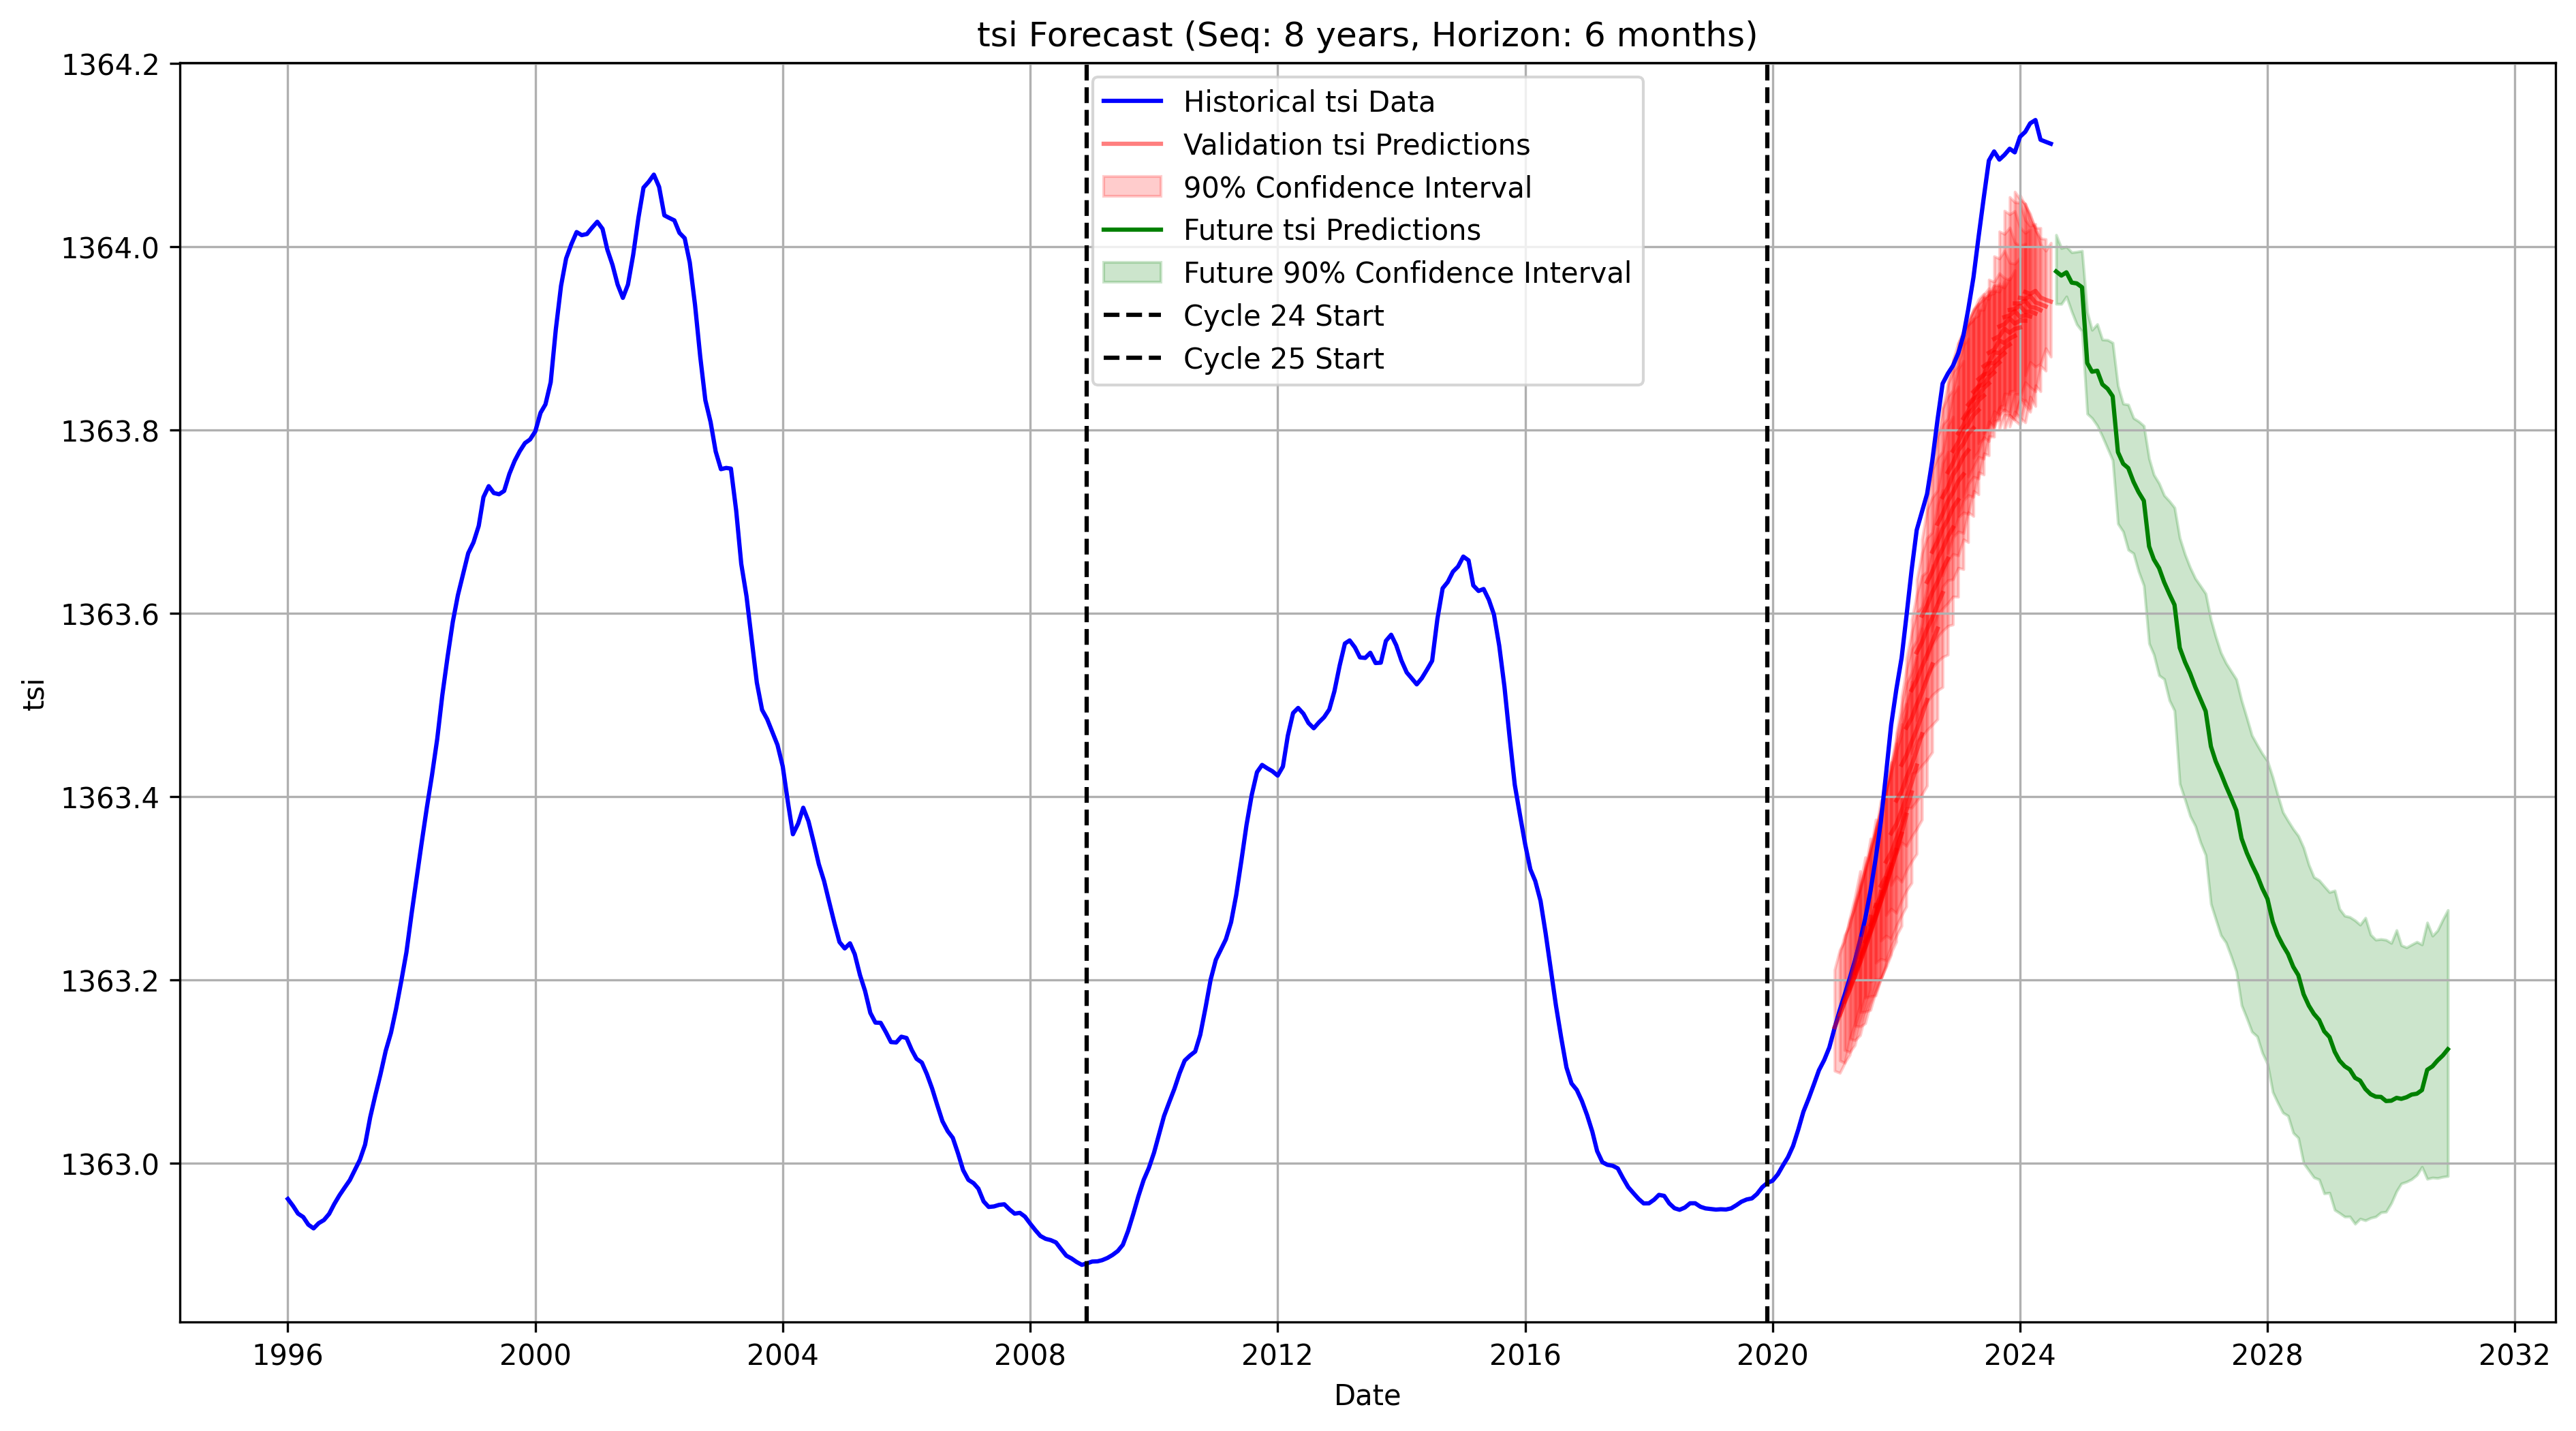 tsi Forecast (Seq: 8 years, Horizon: 6 months)
1364.2
1364.0
1363.8
1363.6
1363.4
1363.2
1363.0
tsi
Historical tsi Data
Validation tsi Predictions
90% Confidence Interval
Future tsi Predictions
Future 90% Confidence Interval
Cycle 24 Start
Cycle 25 Start
1996 2000 2004 2008 2012 2016 2020 2024 2028 2032
Date